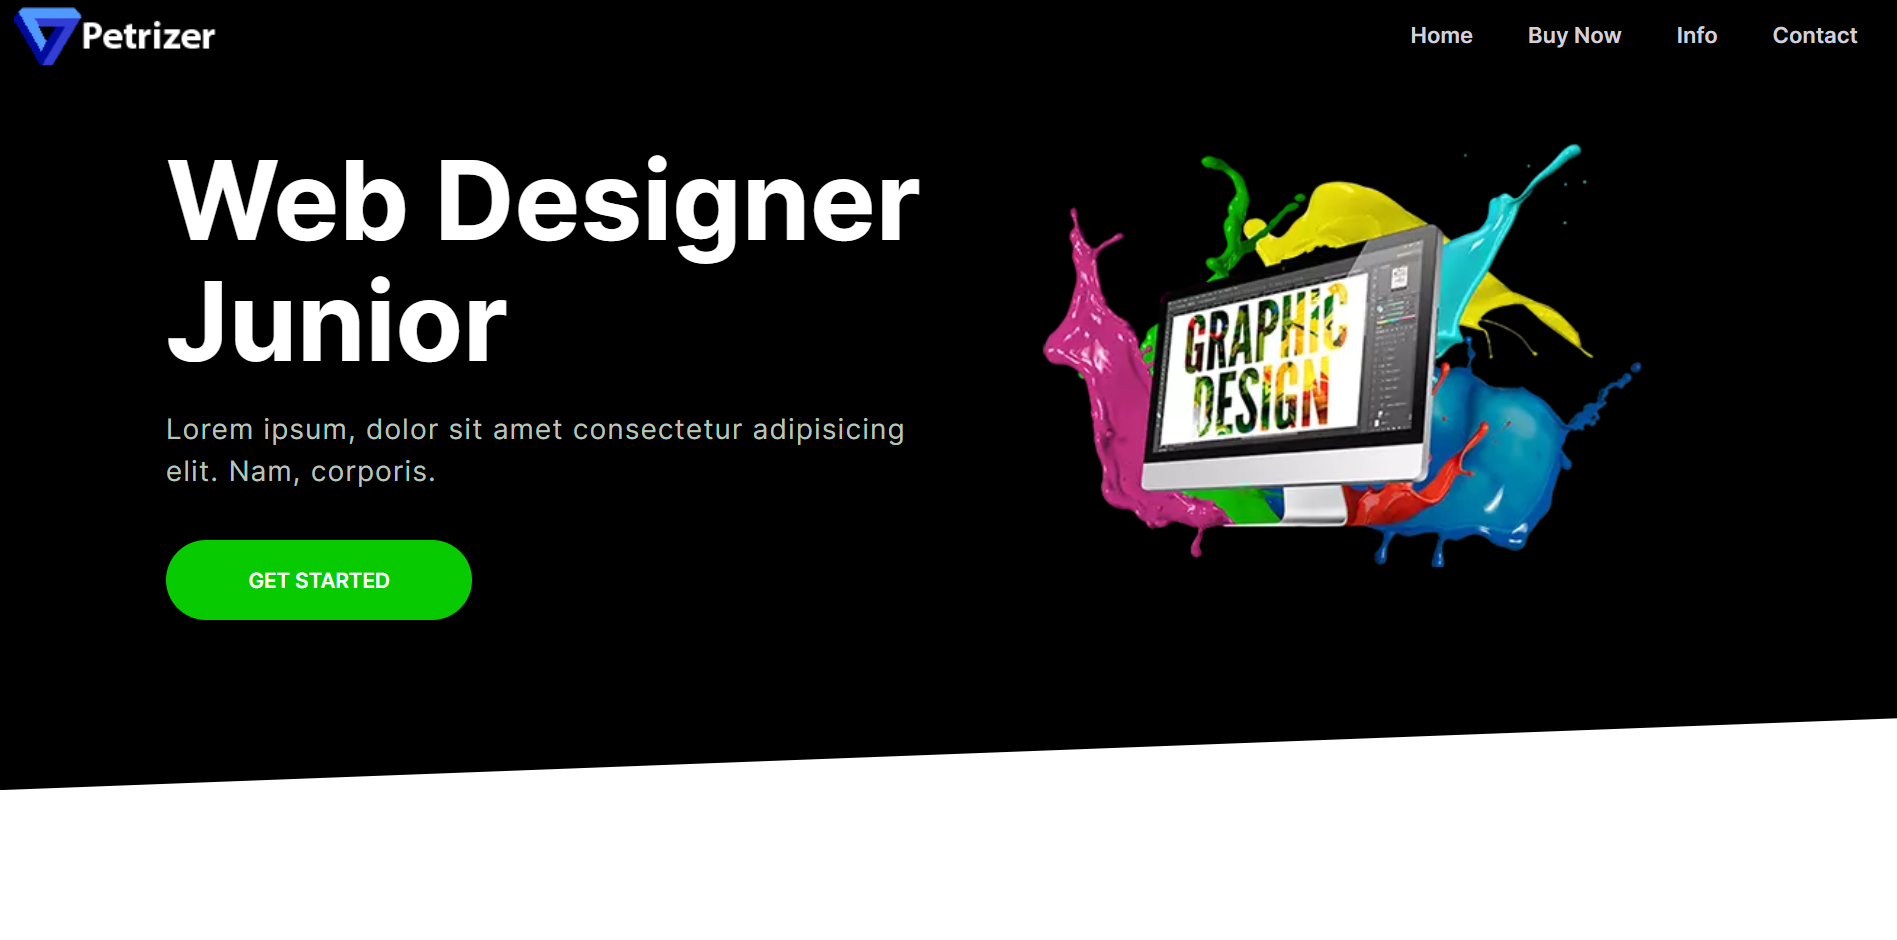 Petrizer
Home Buy Now Info Contact
Web Designer
Junior
Lorem ipsum, dolor sit amet consectetur adipisicing
elit. Nam, corporis.
GET STARTED
GRAPHIC
DESIGN